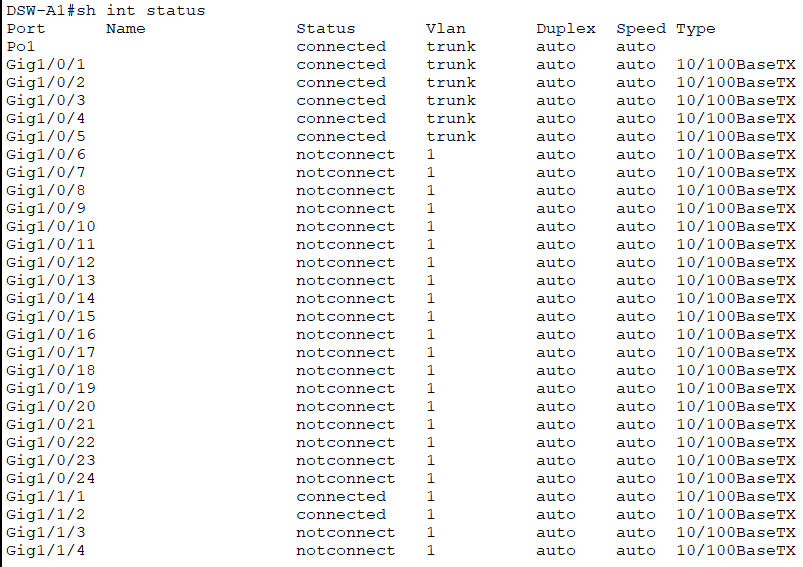 DSW-A1#sh int status
Port      Name               Status       Vlan       Duplex  Speed Type
Po1                          connected    trunk      auto    auto
Gig1/0/1                     connected    trunk      auto    auto  10/100BaseTX
Gig1/0/2                     connected    trunk      auto    auto  10/100BaseTX
Gig1/0/3                     connected    trunk      auto    auto  10/100BaseTX
Gig1/0/4                     connected    trunk      auto    auto  10/100BaseTX
Gig1/0/5                     connected    trunk      auto    auto  10/100BaseTX
Gig1/0/6                     notconnect   1          auto    auto  10/100BaseTX
Gig1/0/7                     notconnect   1          auto    auto  10/100BaseTX
Gig1/0/8                     notconnect   1          auto    auto  10/100BaseTX
Gig1/0/9                     notconnect   1          auto    auto  10/100BaseTX
Gig1/0/10                    notconnect   1          auto    auto  10/100BaseTX
Gig1/0/11                    notconnect   1          auto    auto  10/100BaseTX
Gig1/0/12                    notconnect   1          auto    auto  10/100BaseTX
Gig1/0/13                    notconnect   1          auto    auto  10/100BaseTX
Gig1/0/14                    notconnect   1          auto    auto  10/100BaseTX
Gig1/0/15                    notconnect   1          auto    auto  10/100BaseTX
Gig1/0/16                    notconnect   1          auto    auto  10/100BaseTX
Gig1/0/17                    notconnect   1          auto    auto  10/100BaseTX
Gig1/0/18                    notconnect   1          auto    auto  10/100BaseTX
Gig1/0/19                    notconnect   1          auto    auto  10/100BaseTX
Gig1/0/20                    notconnect   1          auto    auto  10/100BaseTX
Gig1/0/21                    notconnect   1          auto    auto  10/100BaseTX
Gig1/0/22                    notconnect   1          auto    auto  10/100BaseTX
Gig1/0/23                    notconnect   1          auto    auto  10/100BaseTX
Gig1/0/24                    notconnect   1          auto    auto  10/100BaseTX
Gig1/1/1                     connected    1          auto    auto  10/100BaseTX
Gig1/1/2                     connected    1          auto    auto  10/100BaseTX
Gig1/1/3                     notconnect   1          auto    auto  10/100BaseTX
Gig1/1/4                     notconnect   1          auto    auto  10/100BaseTX